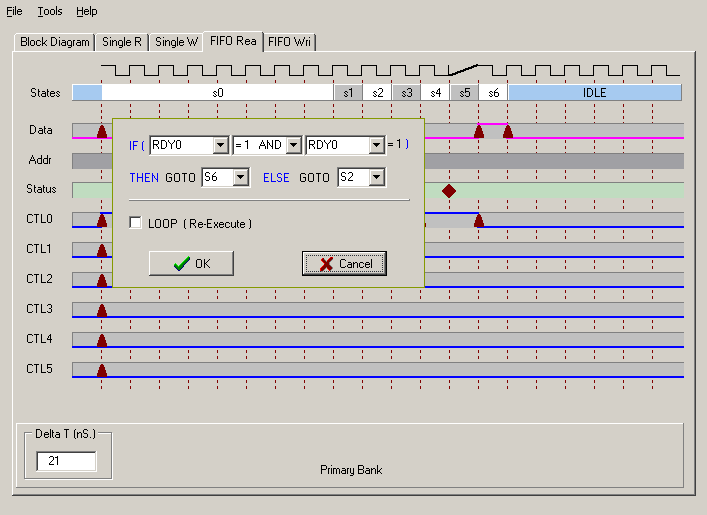 File Tools Help
Block Diagram Single R Single W FIFO Rea FIFO Wri
States s0 s1 s2 s3 s4 s5 s6 IDLE
Data
IF ( RDY0 = 1 AND RDY0 = 1 )
Addr
THEN GOTO S6 ELSE GOTO S2
Status
CTL0
LOOP ( Re-Execute )
CTL1
OK Cancel
CTL2
CTL3
CTL4
CTL5
Delta T (nS.)
21
Primary Bank